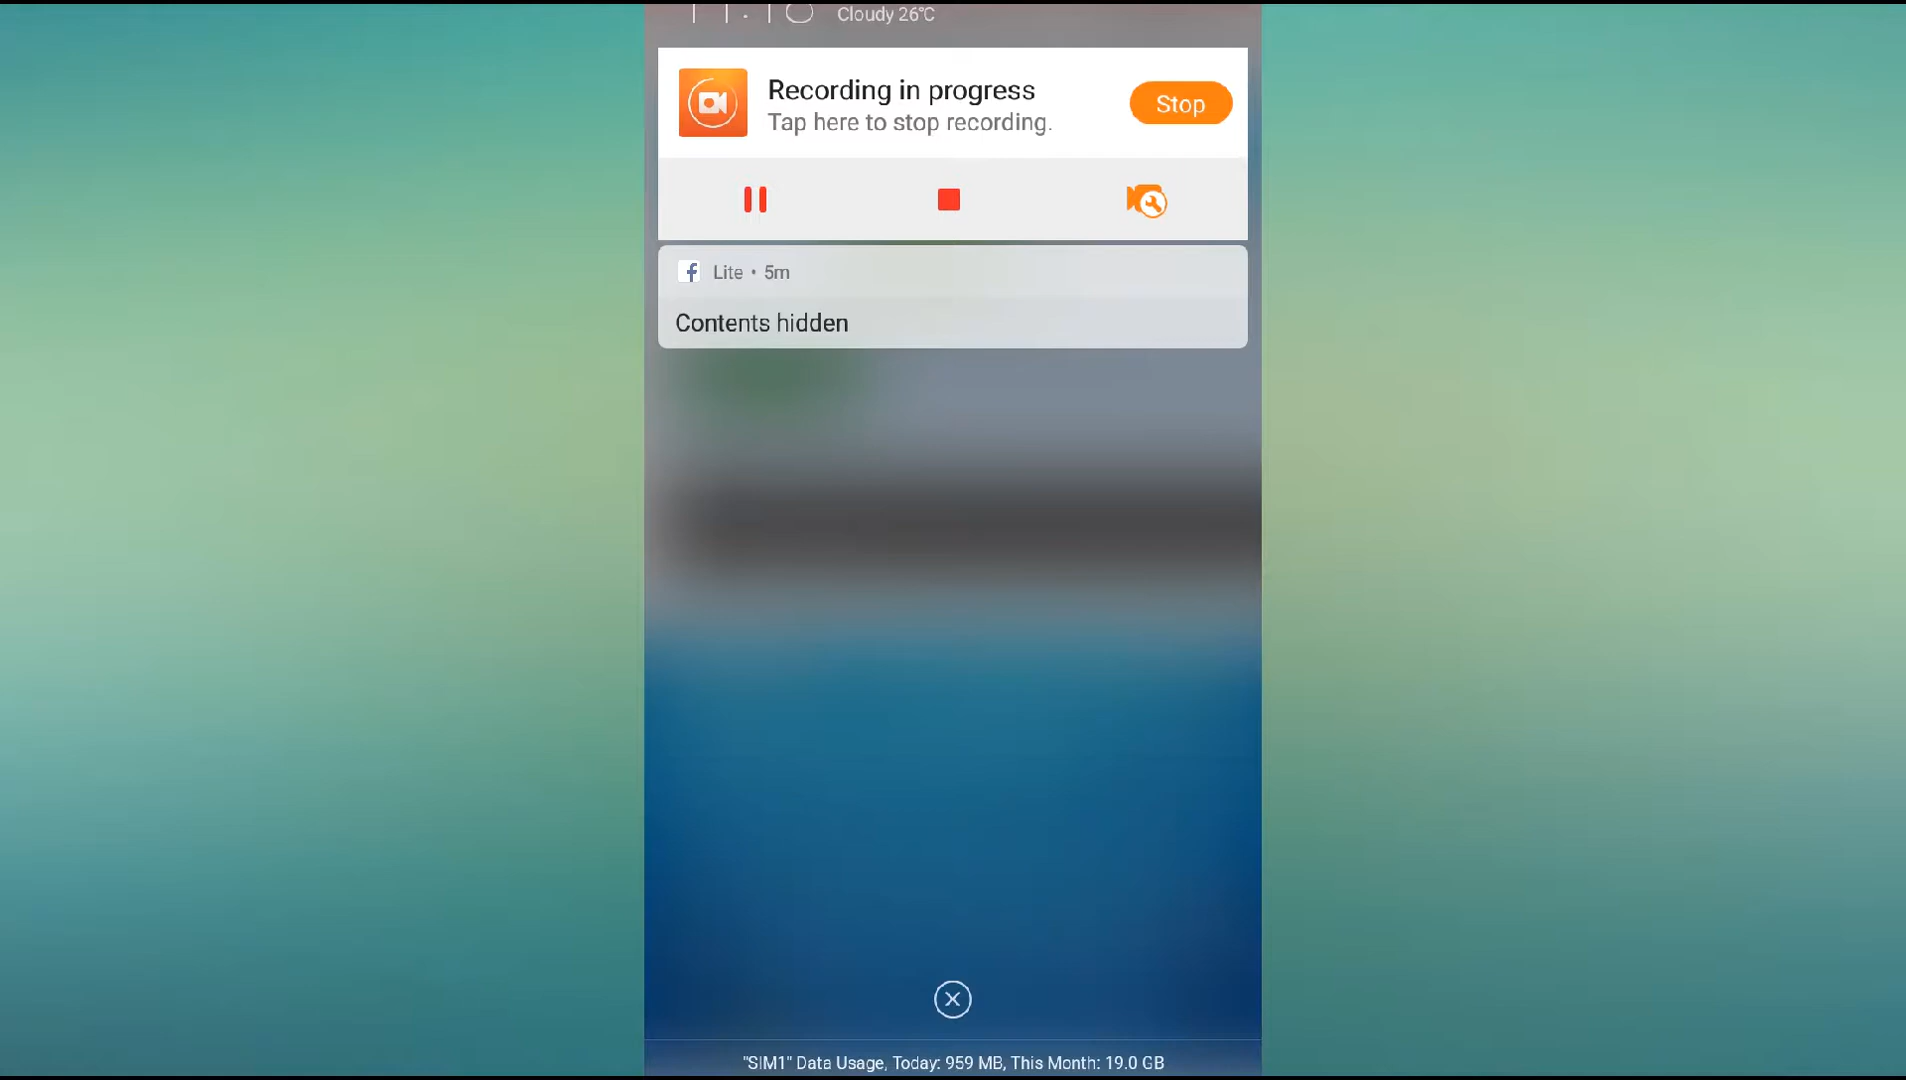 Cloudy 26℃
Recording in progress
Tap here to stop recording.
Stop
Lite • 5m
Contents hidden
"SIM1" Data Usage, Today: 959 MB, This Month: 19.0 GB